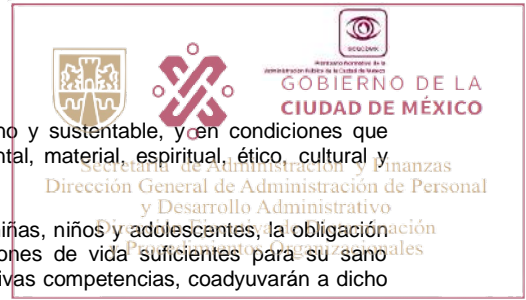 GOBIERNO DE LA
CIUDAD DE MÉXICO
no y sustentable, y en condiciones que
ntal, material, espiritual, ético, cultural y
Secretaría de Administración y Finanzas
Dirección General de Administración de Personal
y Desarrollo Administrativo
niñas, niños y adolescentes, la obligación
Procedimientos Organizacionales
ones de vida suficientes para su sano
ivas competencias, coadyuvarán a dicho